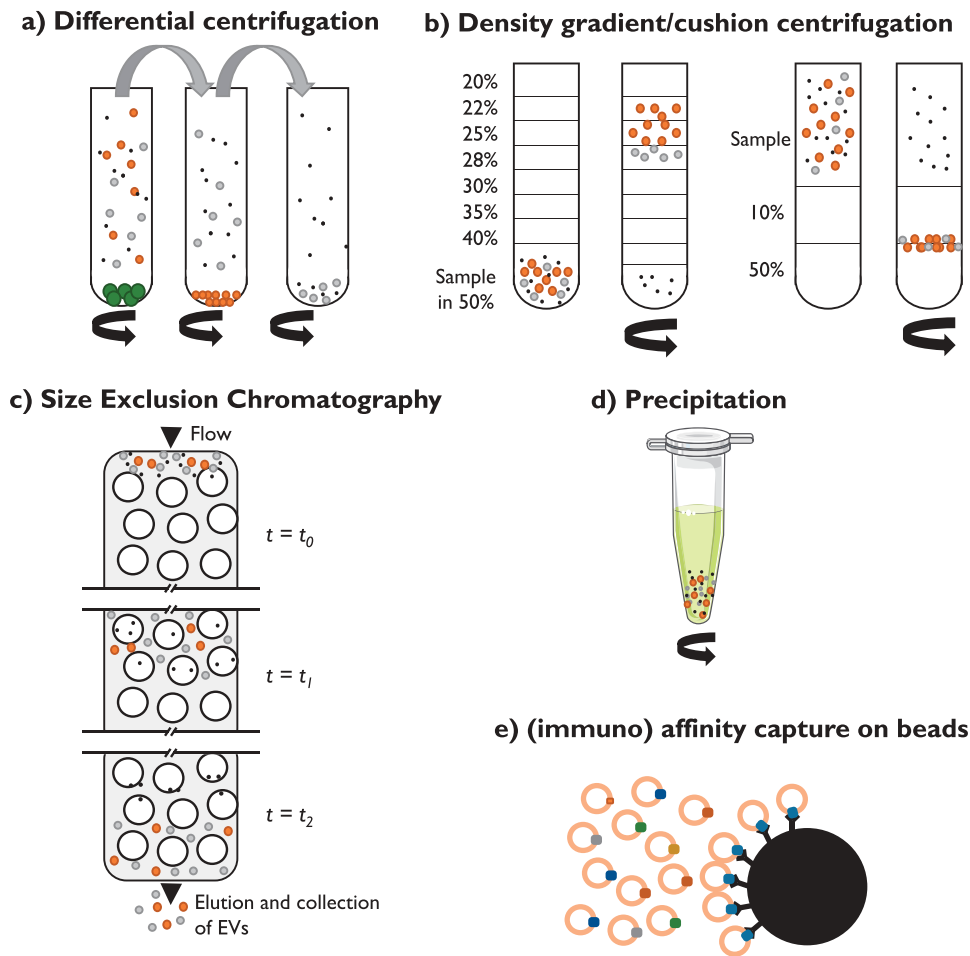 a) Differential centrifugation
b) Density gradient/cushion centrifugation
20%
22%
25%
28%
30%
35%
40%
Sample
in 50%
Sample
10%
50%
c) Size Exclusion Chromatography
Flow
t = t0
t = t1
t = t2
Elution and collection
of EVs
d) Precipitation
e) (immuno) affinity capture on beads